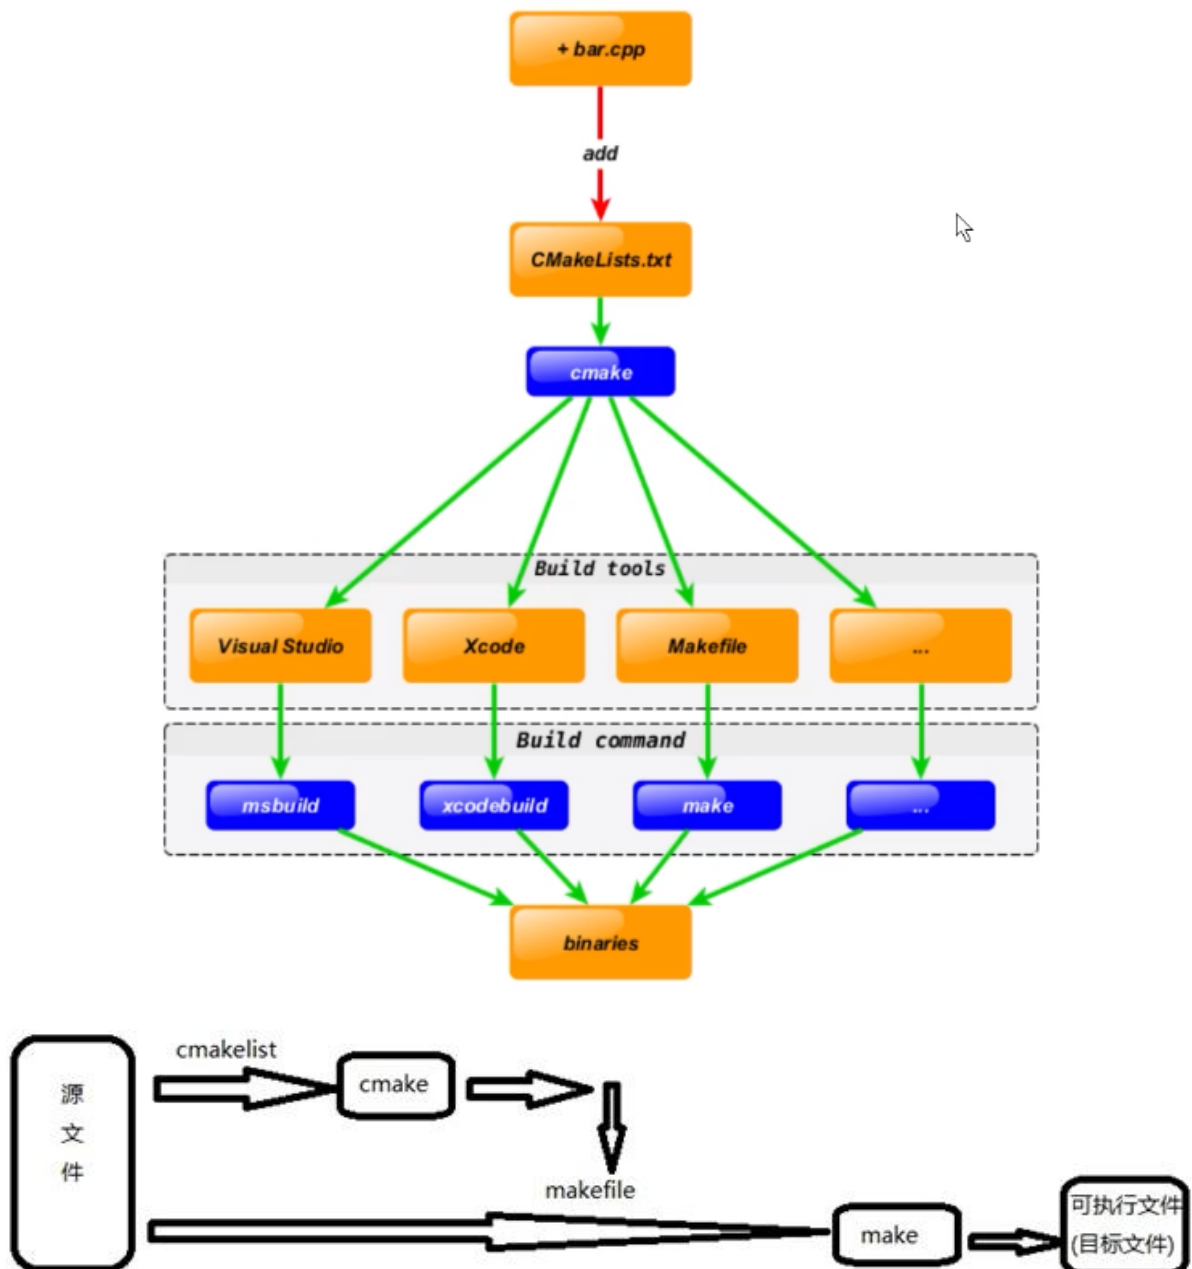 + bar.cpp
add
CMakeLists.txt
cmake
Build tools
Visual Studio
Xcode
Makefile
...
Build command
msbuild
xcodebuild
make
...
binaries
源
文
件
cmakelist
cmake
makefile
make
可执行文件
(目标文件)